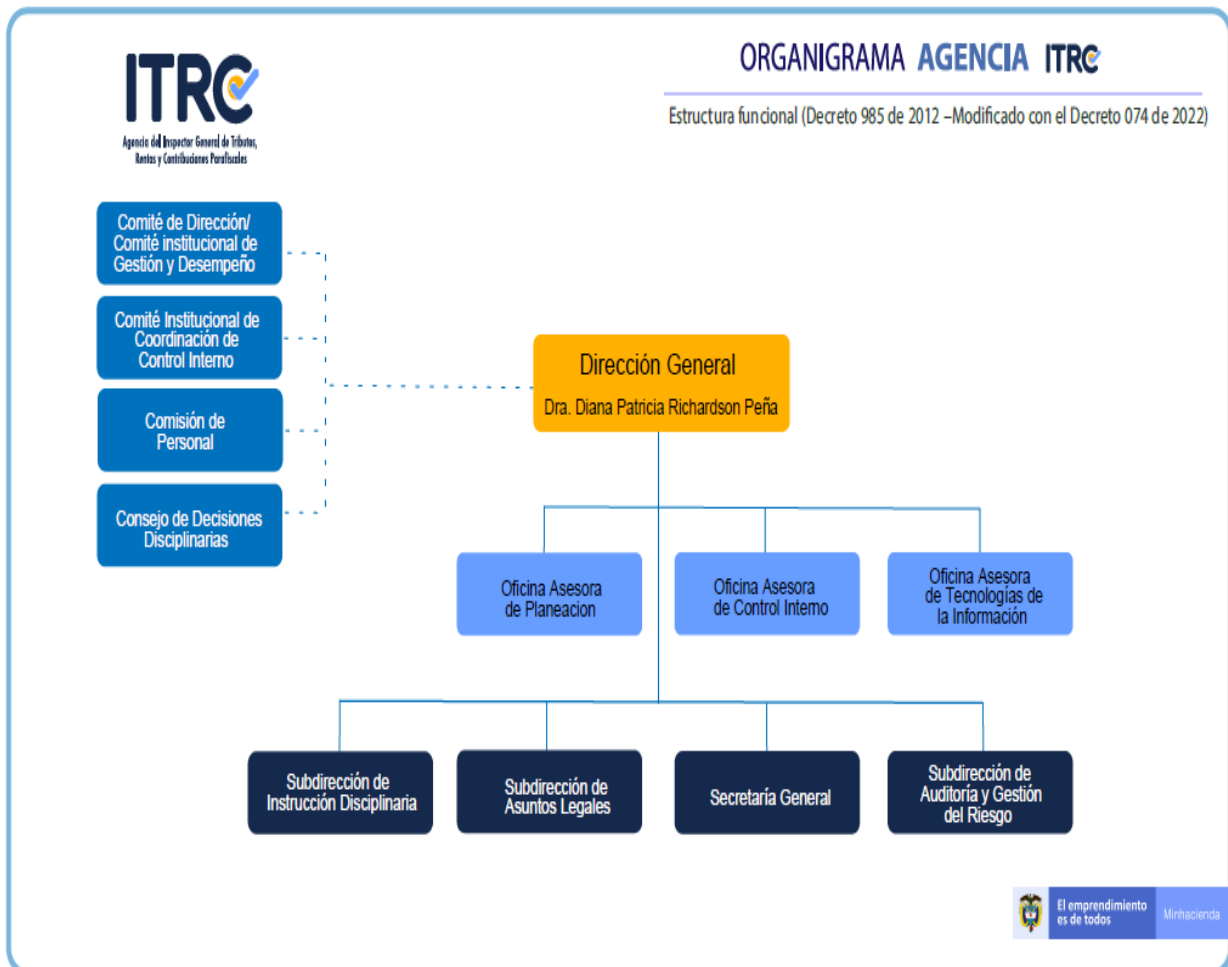 ITRC
Agencia del Inspector General de Tributos,
Rentas y Contribuciones Parafiscales
ORGANIGRAMA AGENCIA ITRC
Estructura funcional (Decreto 985 de 2012 –Modificado con el Decreto 074 de 2022)
Comité de Dirección/
Comité institucional de
Gestión y Desempeño
Comité Institucional de
Coordinación de
Control Interno
Comisión de
Personal
Consejo de Decisiones
Disciplinarias
Dirección General
Dra. Diana Patricia Richardson Peña
Oficina Asesora
de Planeacion
Oficina Asesora
de Control Interno
Oficina Asesora
de Tecnologías de
la Información
Subdirección de
Instrucción Disciplinaria
Subdirección de
Asuntos Legales
Secretaría General
Subdirección de
Auditoría y Gestión
del Riesgo
El emprendimiento
es de todos
Minhacienda